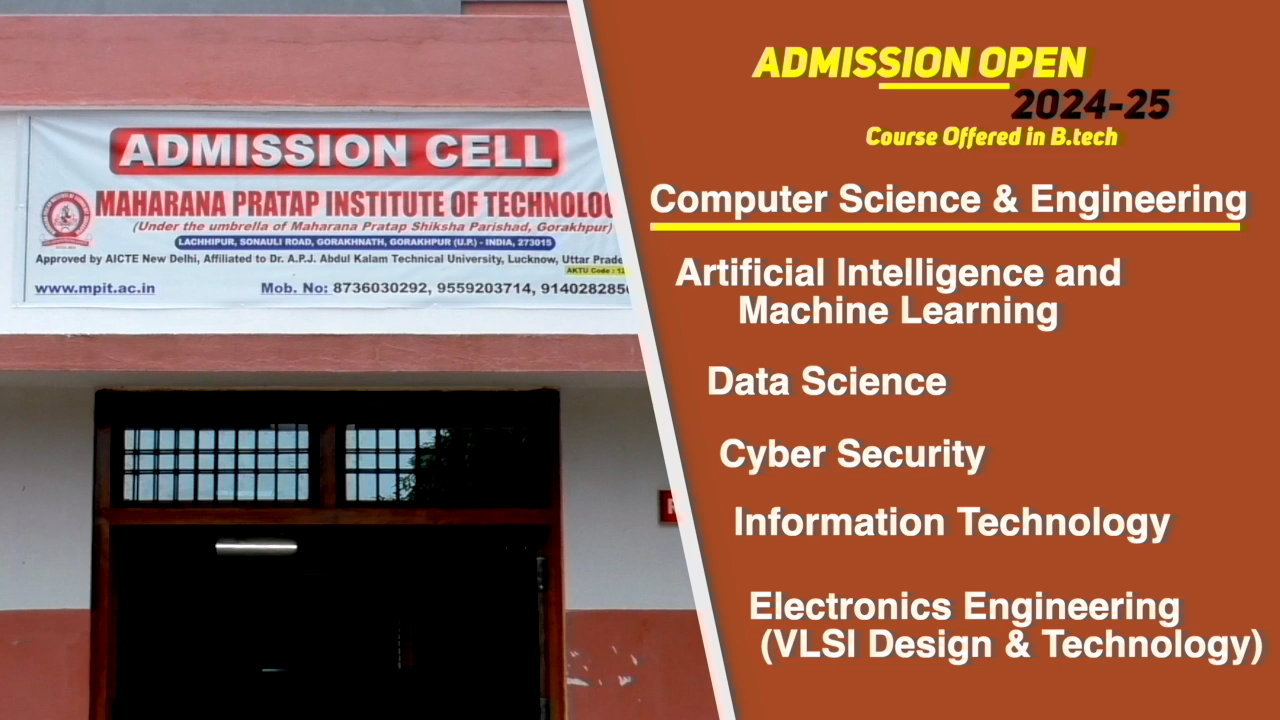 ADMISSION CELL
MAHARANA PRATAP INSTITUTE OF
(Under the umbrella of Maharana Pratap Shiksha Parishad, Gorakhpur)
LACHHIPUR, SONAULI ROAD, GORAKHNATH, GORAKHPUR (U.P.) - INDIA, 273015
Approved by AICTE New Delhi, Affiliated to Dr. A.P.J. Abdul Kalam Technical University, Lucknow, Uttar
AKTU Code :
www.mpit.ac.in Mob. No: 8736030292, 9559203714,
ADMISSION OPEN
2024-25
Course Offered in B.tech
Computer Science & Engineering
Artificial Intelligence and
Machine Learning
Data Science
Cyber Security
Information Technology
Electronics Engineering
(VLSI Design & Technology)